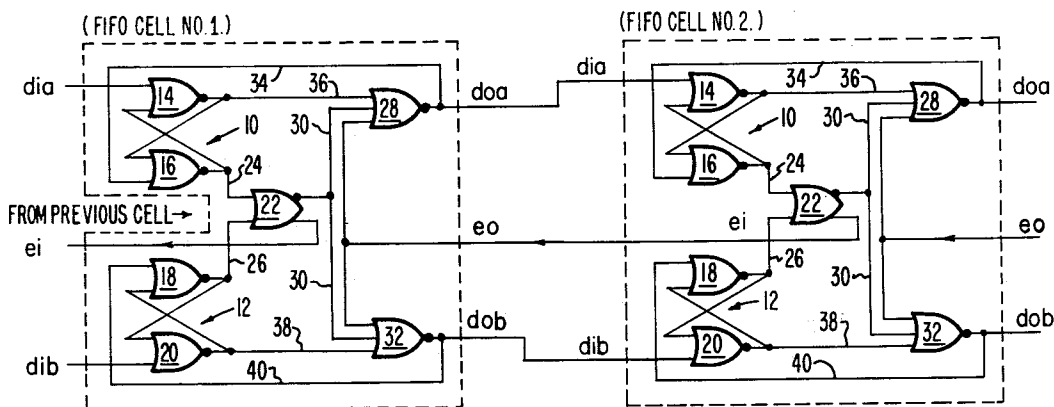 (FIFO CELL NO.1.)
(FIFO CELL NO.2.)
dia
14
34
36
28
doa
dia
14
34
36
28
doa
10
30
10
30
16
24
16
24
22
22
FROM PREVIOUS CELL→
ei
eo
ei
eo
18
26
30
18
26
30
12
12
20
38
32
dob
20
38
32
dob
dib
40
dib
40